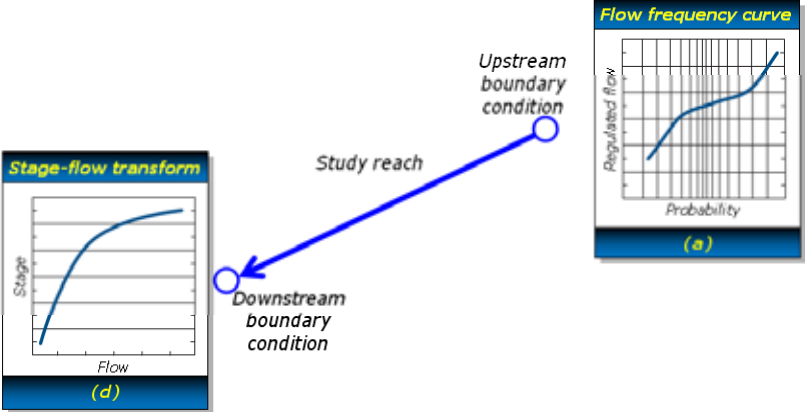 Flow frequency curve
Regulated flow
Probability
(a)
Upstream
boundary
condition
Study reach
Stage-flow transform
Stage
Flow
(d)
Downstream
boundary
condition